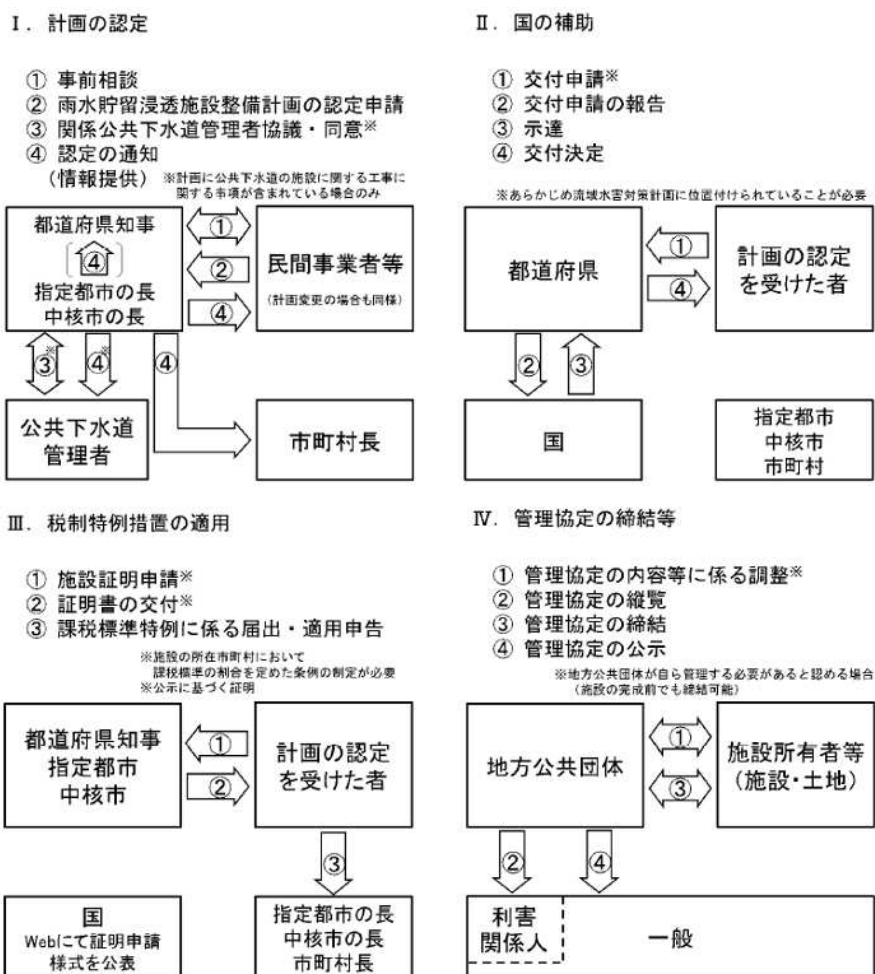 Ⅰ．計画の認定
① 事前相談
② 雨水貯留浸透施設整備計画の認定申請
③ 関係公共下水道管理者協議・同意※
④ 認定の通知
（情報提供）
※計画に公共下水道の施設に関する工事に
関する事項が含まれている場合のみ
都道府県知事
④
指定都市の長
中核市の長
①
②
④
民間事業者等
（計画変更の場合も同様）
③※
④※
④
公共下水道
管理者
市町村長
Ⅱ．国の補助
① 交付申請※
② 交付申請の報告
③ 示達
④ 交付決定
※あらかじめ流域水害対策計画に位置付けられていることが必要
都道府県
①
④
計画の認定
を受けた者
②
③
国
指定都市
中核市
市町村
Ⅲ．税制特例措置の適用
① 施設証明申請※
② 証明書の交付※
③ 課税標準特例に係る届出・適用申告
※施設の所在市町村において
課税標準の割合を定めた条例の制定が必要
※公示に基づく証明
都道府県知事
指定都市
中核市
①
②
計画の認定
を受けた者
③
国
Webにて証明申請
様式を公表
指定都市の長
中核市の長
市町村長
Ⅳ．管理協定の締結等
① 管理協定の内容等に係る調整※
② 管理協定の縦覧
③ 管理協定の締結
④ 管理協定の公示
※地方公共団体が自ら管理する必要があると認める場合
（施設の完成前でも締結可能）
地方公共団体
①
③
施設所有者等
（施設・土地）
②
④
利害
関係人
一般